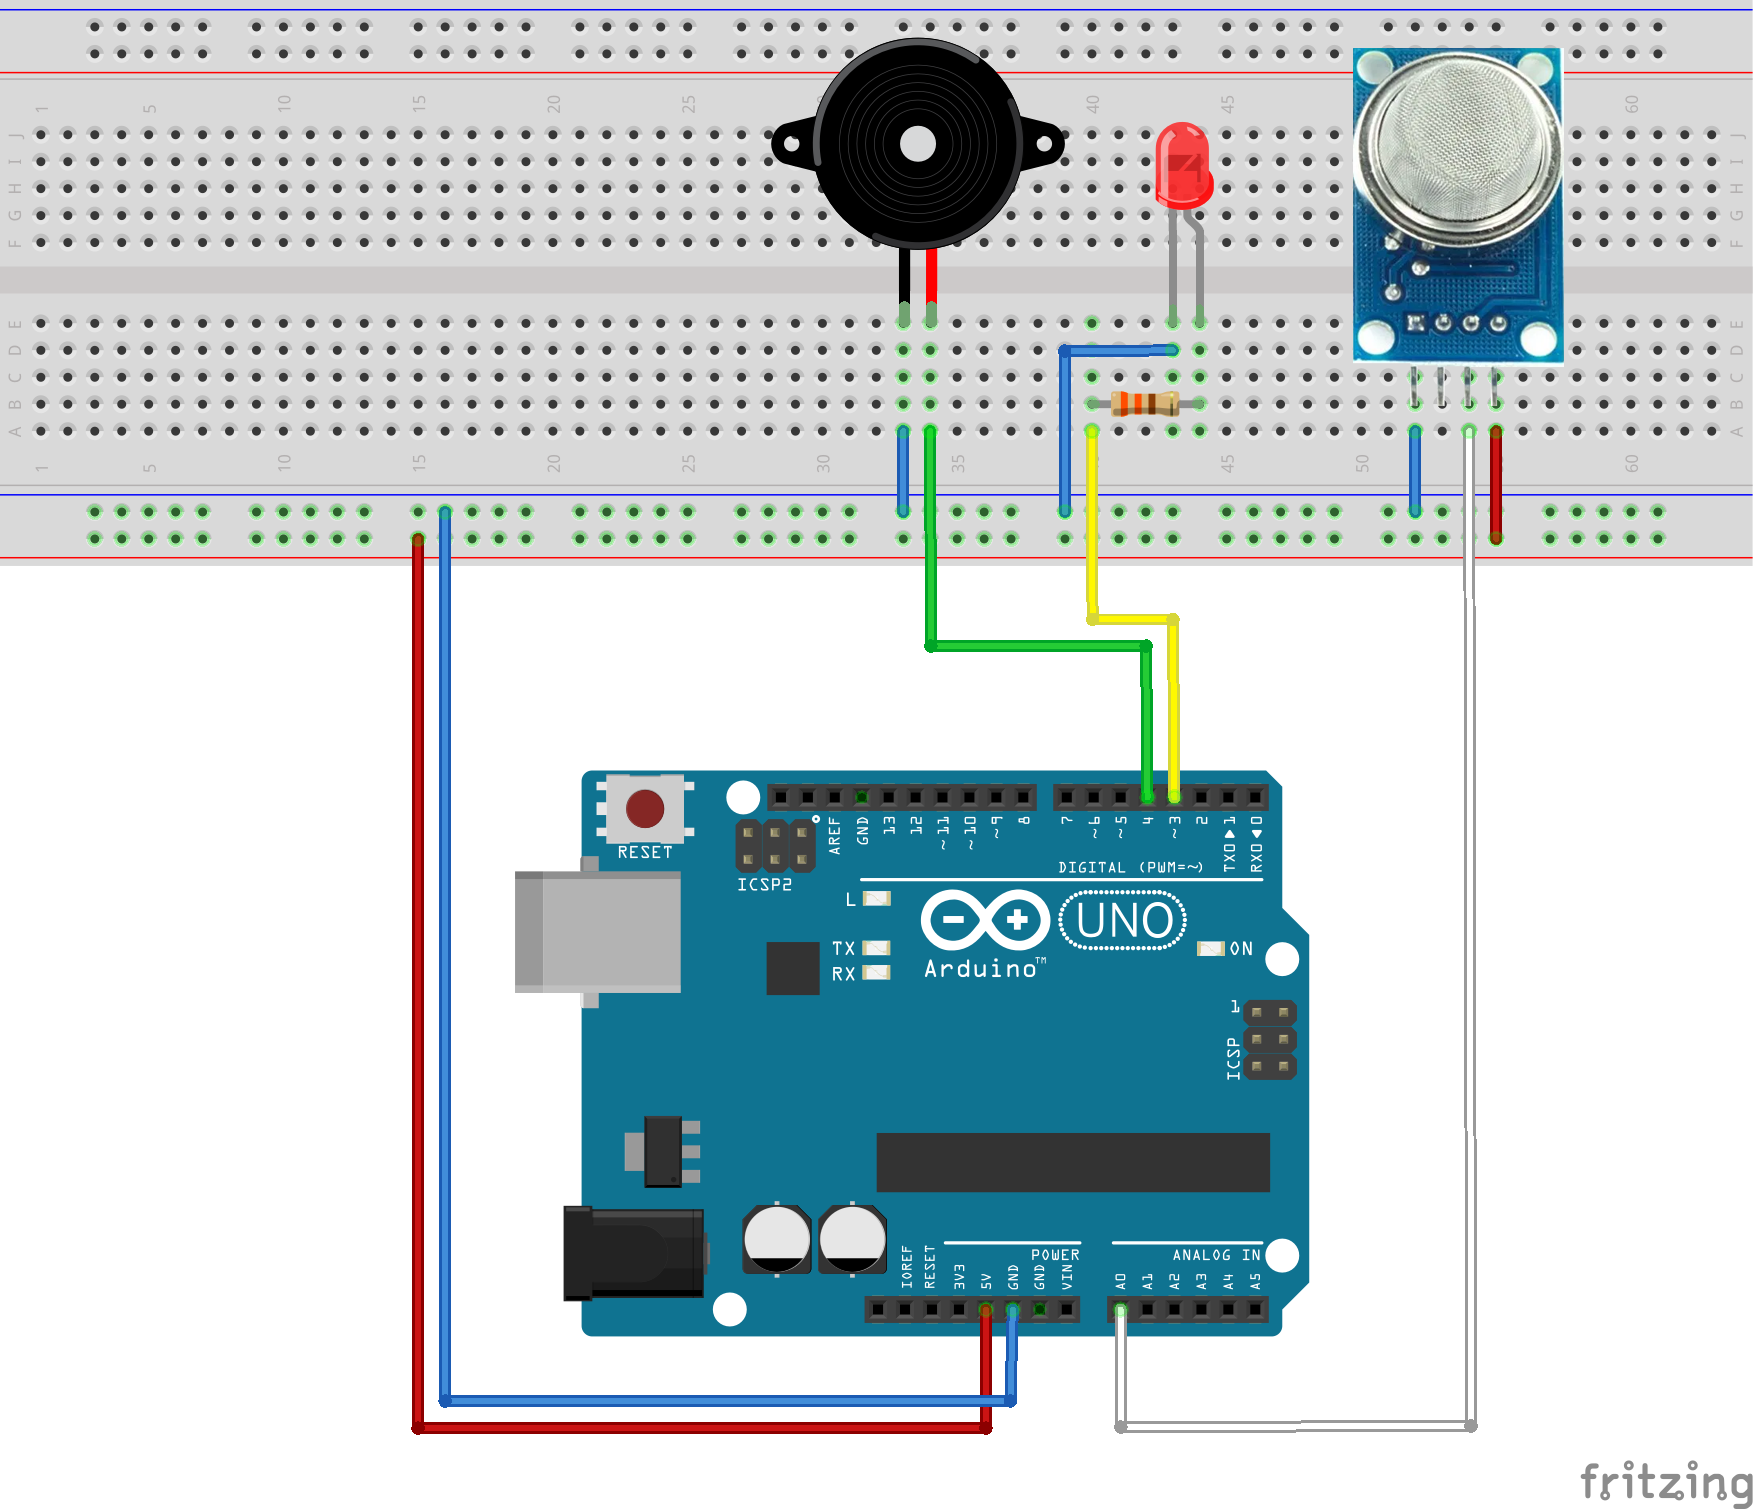 1 5 10 15 20 25 30 40 45 60
J J
I I
H H
G G
F F
E E
D D
C C
B B
A A
1 5 10 15 20 25 30 35 45 50 60
RESET
ICSP2
AREF GND 13 12 ~11 ~10 ~9 8 7 ~6 ~5 4 ~3 2 TX0▶1 RX0◀0
DIGITAL (PWM=~)
L
TX
RX
UNO
Arduino™
ON
1
ICSP
POWER
ANALOG IN
IOREF RESET 3V3 5V GND GND VIN A0 A1 A2 A3 A4 A5
fritzing